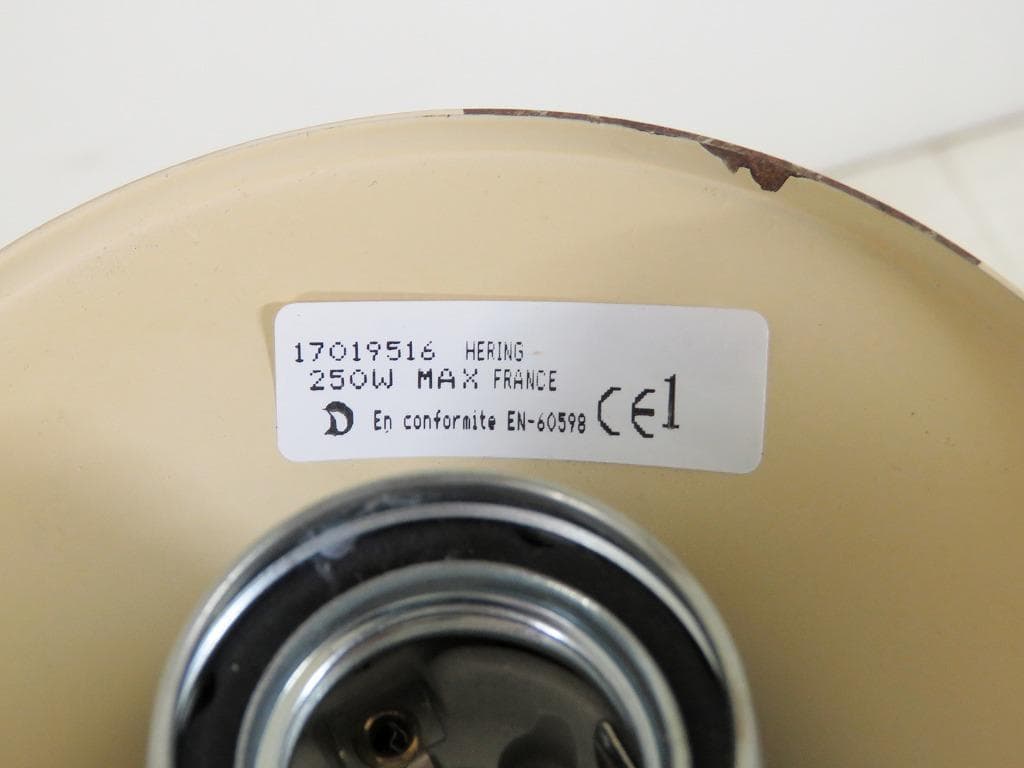 17019516 HERING
250W MAX FRANCE
D En conformite EN-60598 CE1